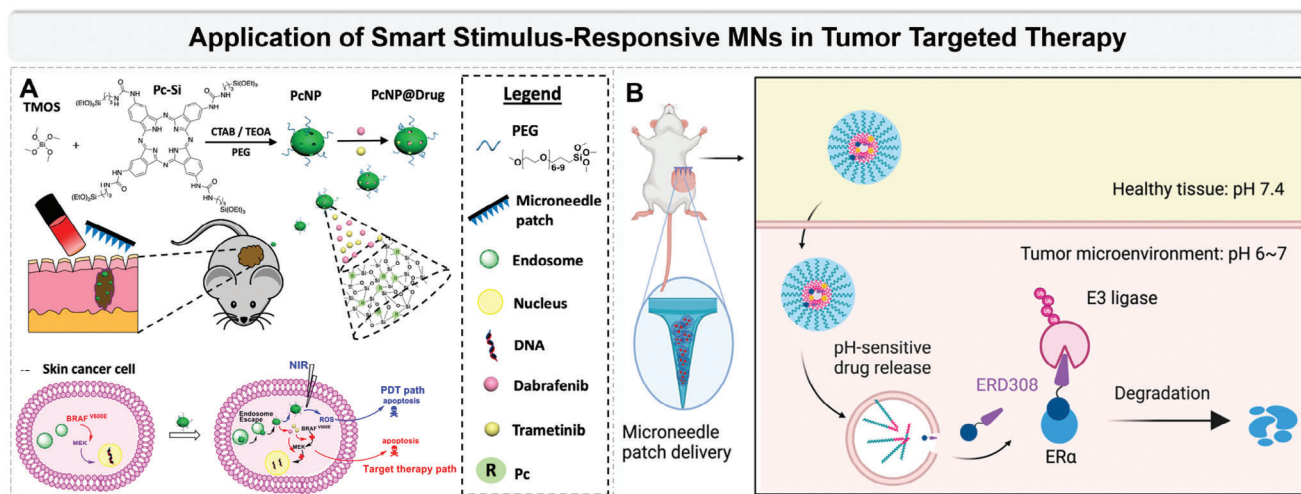 Application of Smart Stimulus-Responsive MNs in Tumor Targeted Therapy
A
TMOS
Pc-Si
PcNP
PcNP@Drug
CTAB / TEOA
PEG
Skin cancer cell
BRAF V600E
MEK
NIR
Endosome
Escape
ROS
BRAF V600E
MEK
PDT path
apoptosis
apoptosis
Target therapy path
Legend
PEG
6-9
Microneedle
patch
Endosome
Nucleus
DNA
Dabrafenib
Trametinib
R
Pc
B
Microneedle
patch delivery
Healthy tissue: pH 7.4
Tumor microenvironment: pH 6~7
E3 ligase
pH-sensitive
drug release
ERD308
ERα
Degradation